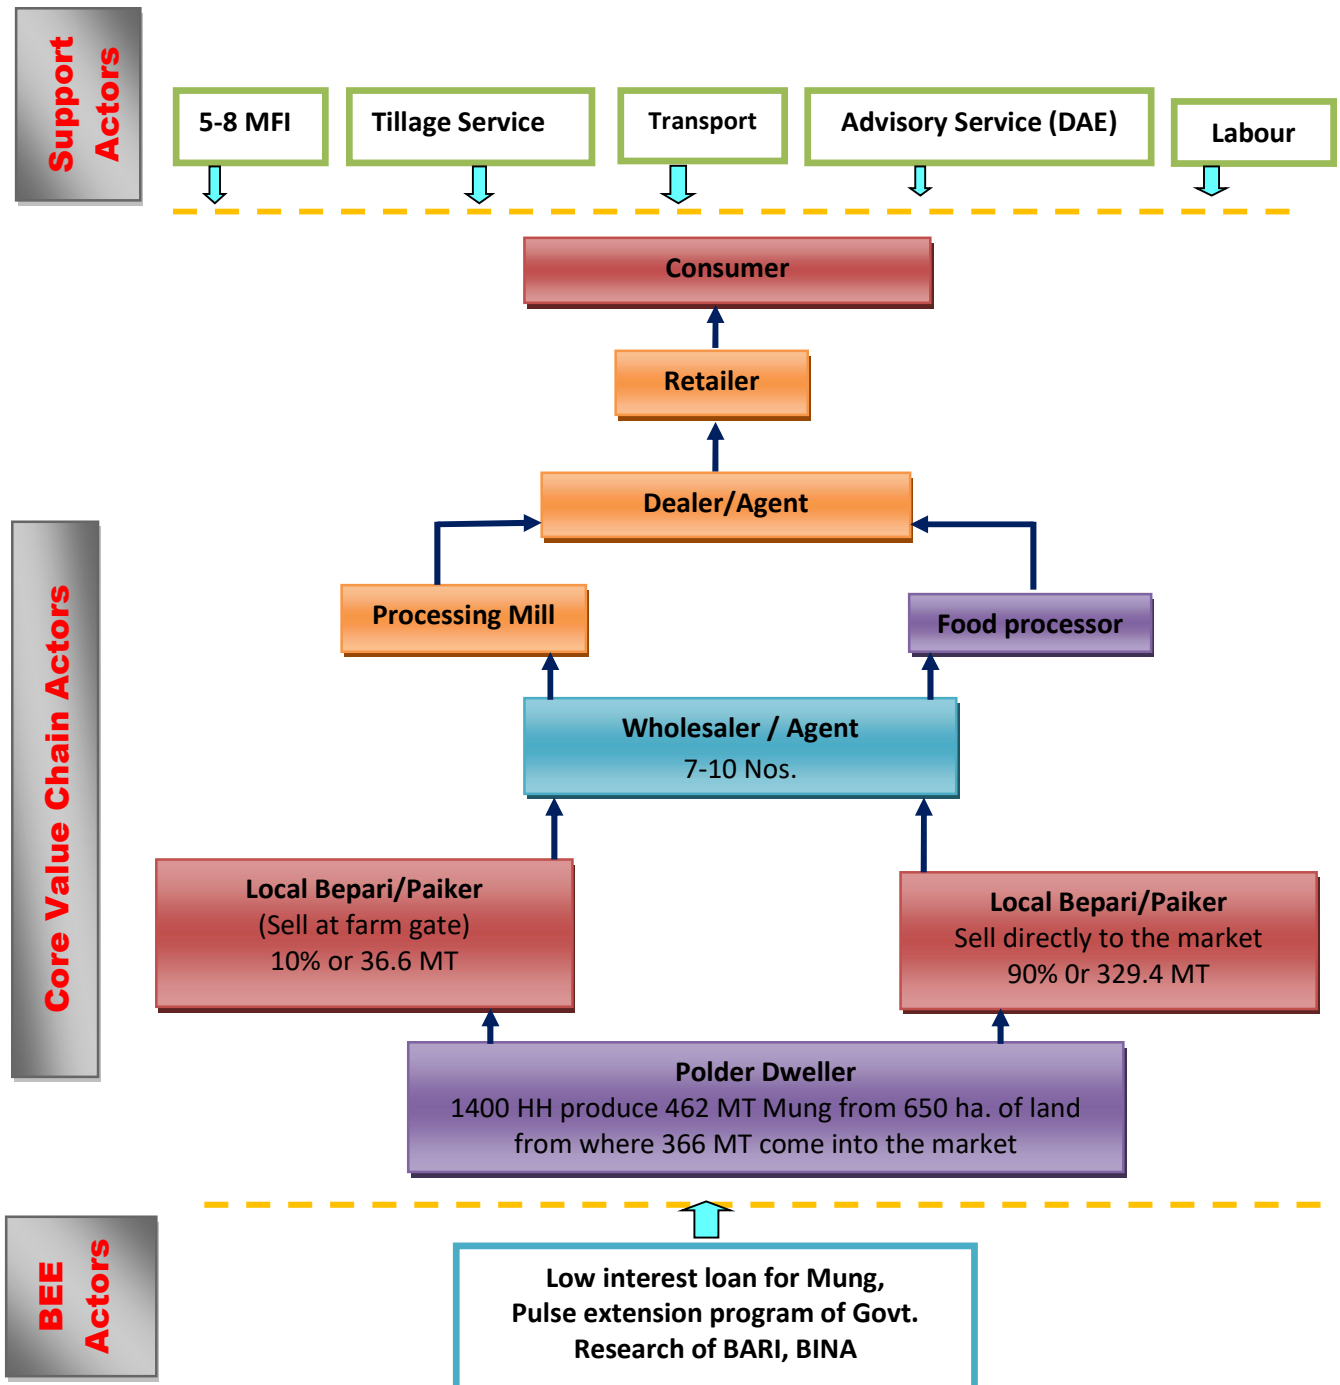 Support
Actors
5-8 MFI
Tillage Service
Transport
Advisory Service (DAE)
Labour
Consumer
Retailer
Dealer/Agent
Processing Mill
Food processor
Core Value Chain Actors
Wholesaler / Agent
7-10 Nos.
Local Bepari/Paiker
(Sell at farm gate)
10% or 36.6 MT
Local Bepari/Paiker
Sell directly to the market
90% 0r 329.4 MT
Polder Dweller
1400 HH produce 462 MT Mung from 650 ha. of land
from where 366 MT come into the market
BEE
Actors
Low interest loan for Mung,
Pulse extension program of Govt.
Research of BARI, BINA